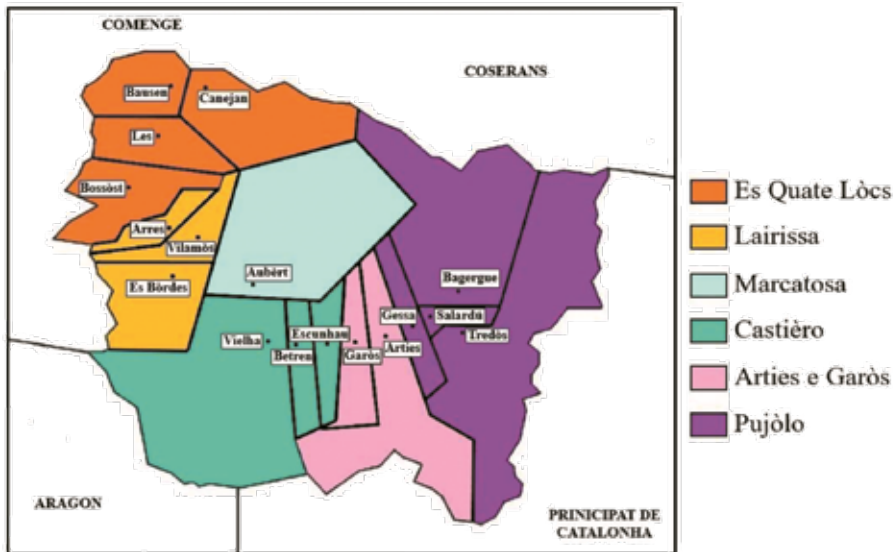 COMENGE
COSERANS
Bausen
Canejan
Les
Bossòst
Arres
Vilamòs
Es Bòrdes
Aubèrt
Bagergue
Gessa
Salardú
Tredòs
Vielha
Betren
Escunhau
Garòs
Arties
ARAGON
PRINICIPAT DE
CATALONHA
Es Quate Lòcs
Lairissa
Marcatosa
Castièro
Arties e Garòs
Pujòlo